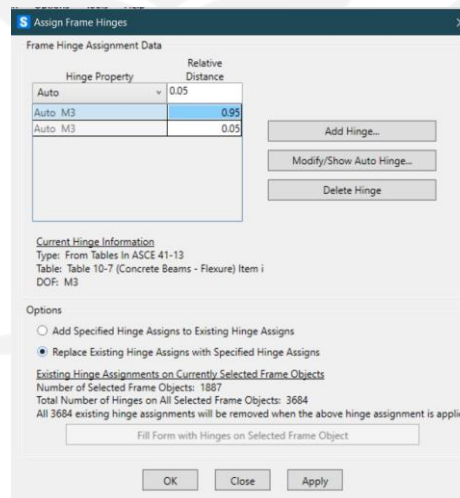 S Assign Frame Hinges
Frame Hinge Assignment Data
Relative
Hinge Property Distance
Auto 0.05
Auto M3 0.95
Auto M3 0.05
Add Hinge...
Modify/Show Auto Hinge...
Delete Hinge
Current Hinge Information
Type: From Tables In ASCE 41-13
Table: Table 10-7 (Concrete Beams - Flexure) Item i
DOF: M3
Options
Add Specified Hinge Assigns to Existing Hinge Assigns
Replace Existing Hinge Assigns with Specified Hinge Assigns
Existing Hinge Assignments on Currently Selected Frame Objects
Number of Selected Frame Objects: 1887
Total Number of Hinges on All Selected Frame Objects: 3684
All 3684 existing hinge assignments will be removed when the above hinge assignment is applie
Fill Form with Hinges on Selected Frame Object
OK Close Apply